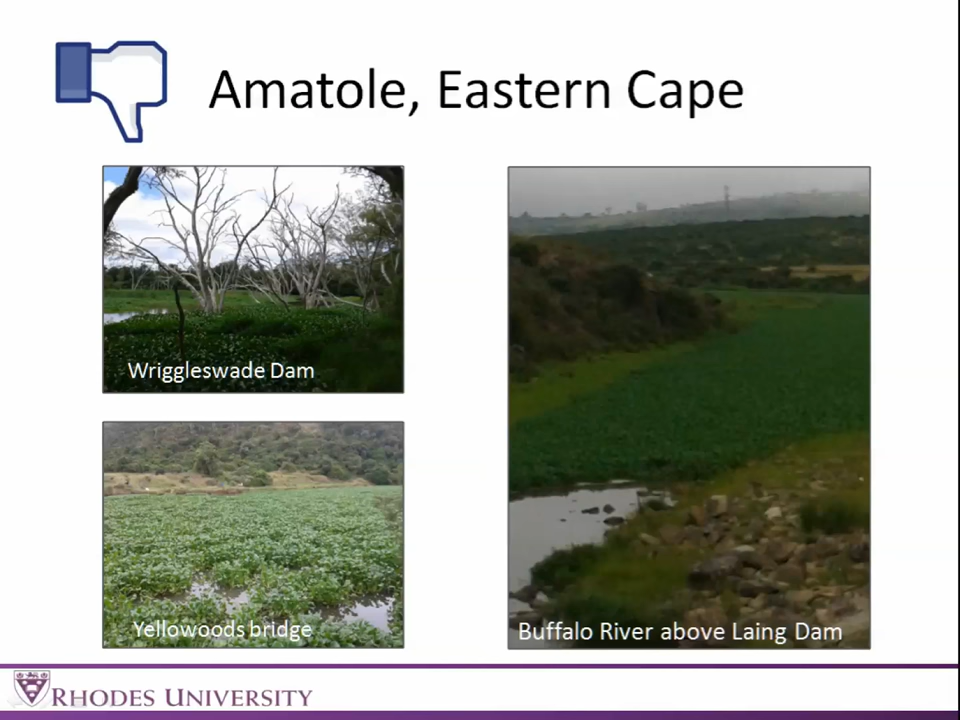 Amatole, Eastern Cape
Wriggleswade Dam
Yellowoods bridge
Buffalo River above Laing Dam
RHODES UNIVERSITY